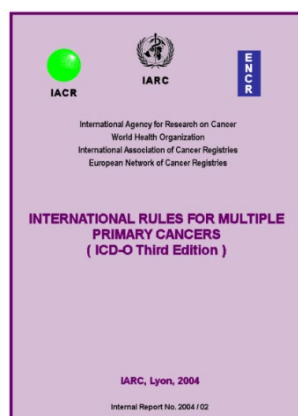 IACR
IARC
ENCR
International Agency for Research on Cancer
World Health Organization
International Association of Cancer Registries
European Network of Cancer Registries
INTERNATIONAL RULES FOR MULTIPLE
PRIMARY CANCERS
( ICD-O Third Edition )
IARC, Lyon, 2004
Internal Report No. 2004 / 02